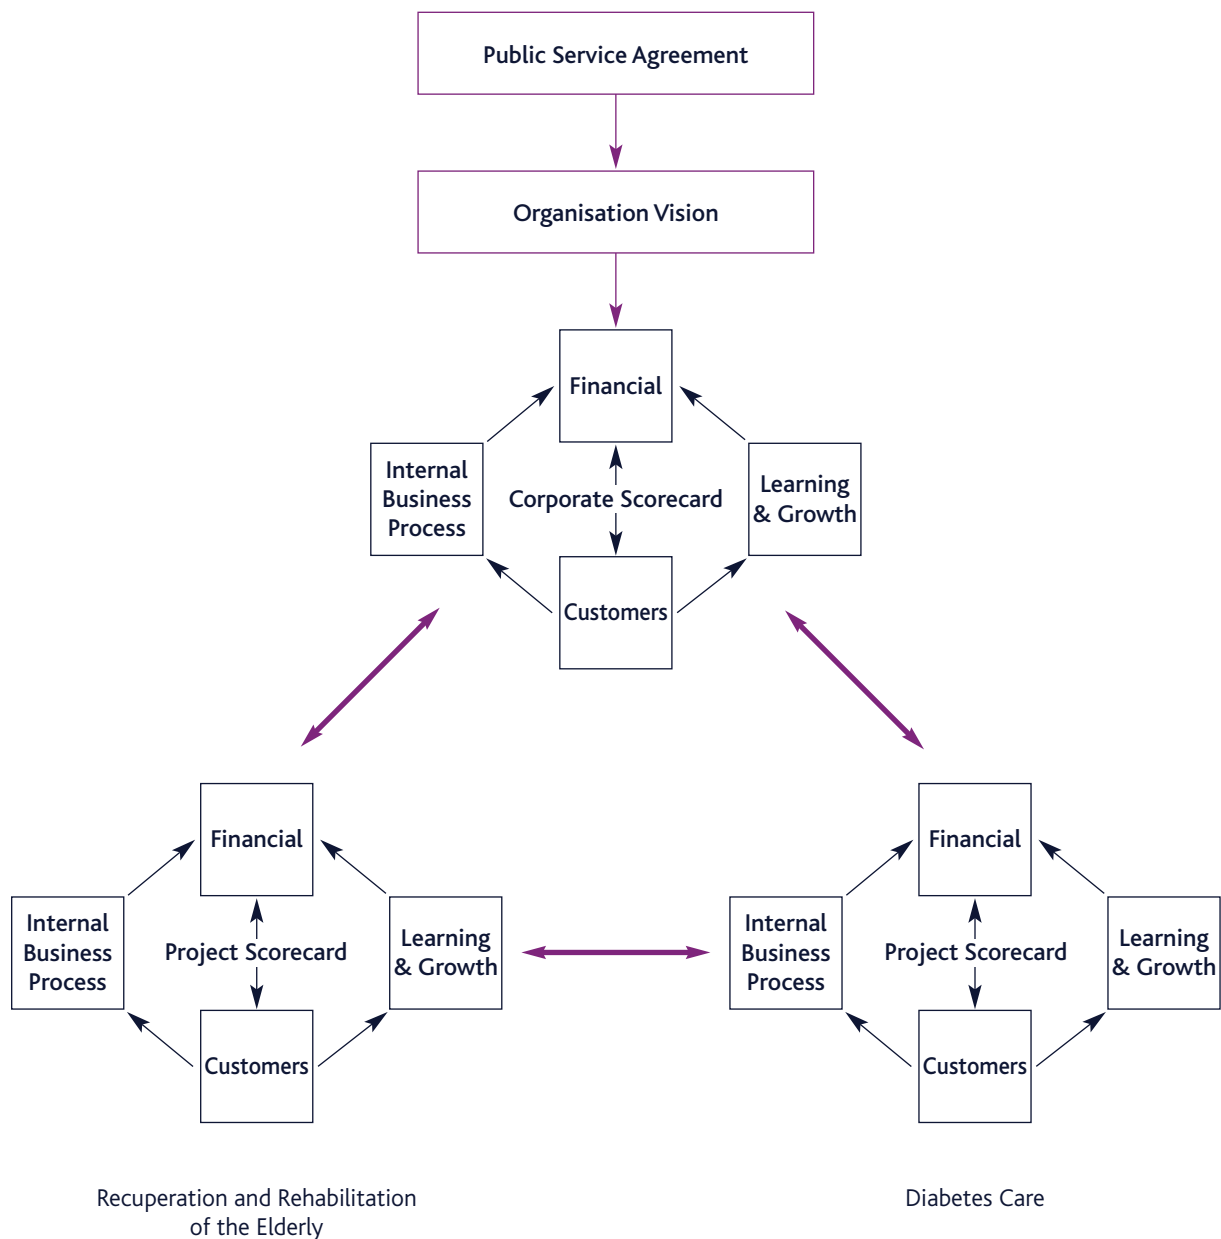 Public Service Agreement
Organisation Vision
Financial
Internal
Business
Process
Corporate Scorecard
Learning
& Growth
Customers
Financial
Internal
Business
Process
Project Scorecard
Learning
& Growth
Customers
Financial
Internal
Business
Process
Project Scorecard
Learning
& Growth
Customers
Recuperation and Rehabilitation
of the Elderly
Diabetes Care